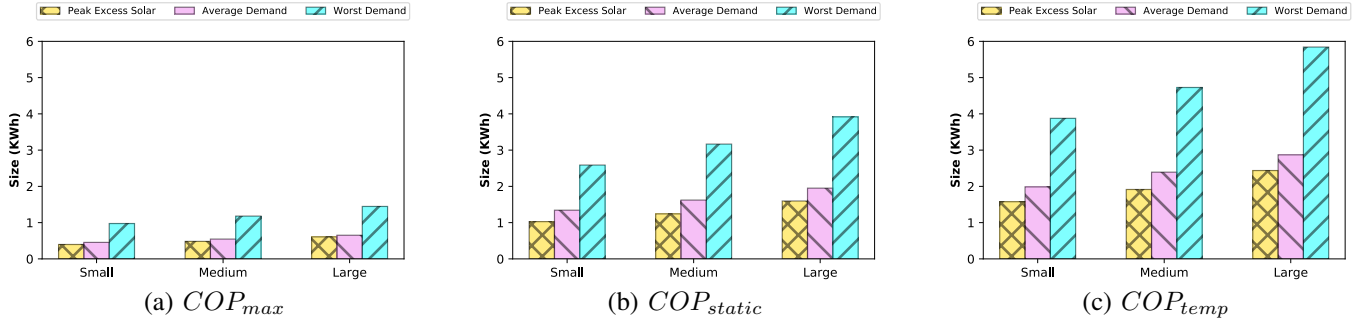 Peak Excess Solar Average Demand Worst Demand
6
5
4
3
2
1
0
Size (KWh)
Small Medium Large
(a) COP_max
Peak Excess Solar Average Demand Worst Demand
6
5
4
3
2
1
0
Size (KWh)
Small Medium Large
(b) COP_static
Peak Excess Solar Average Demand Worst Demand
6
5
4
3
2
1
0
Size (KWh)
Small Medium Large
(c) COP_temp